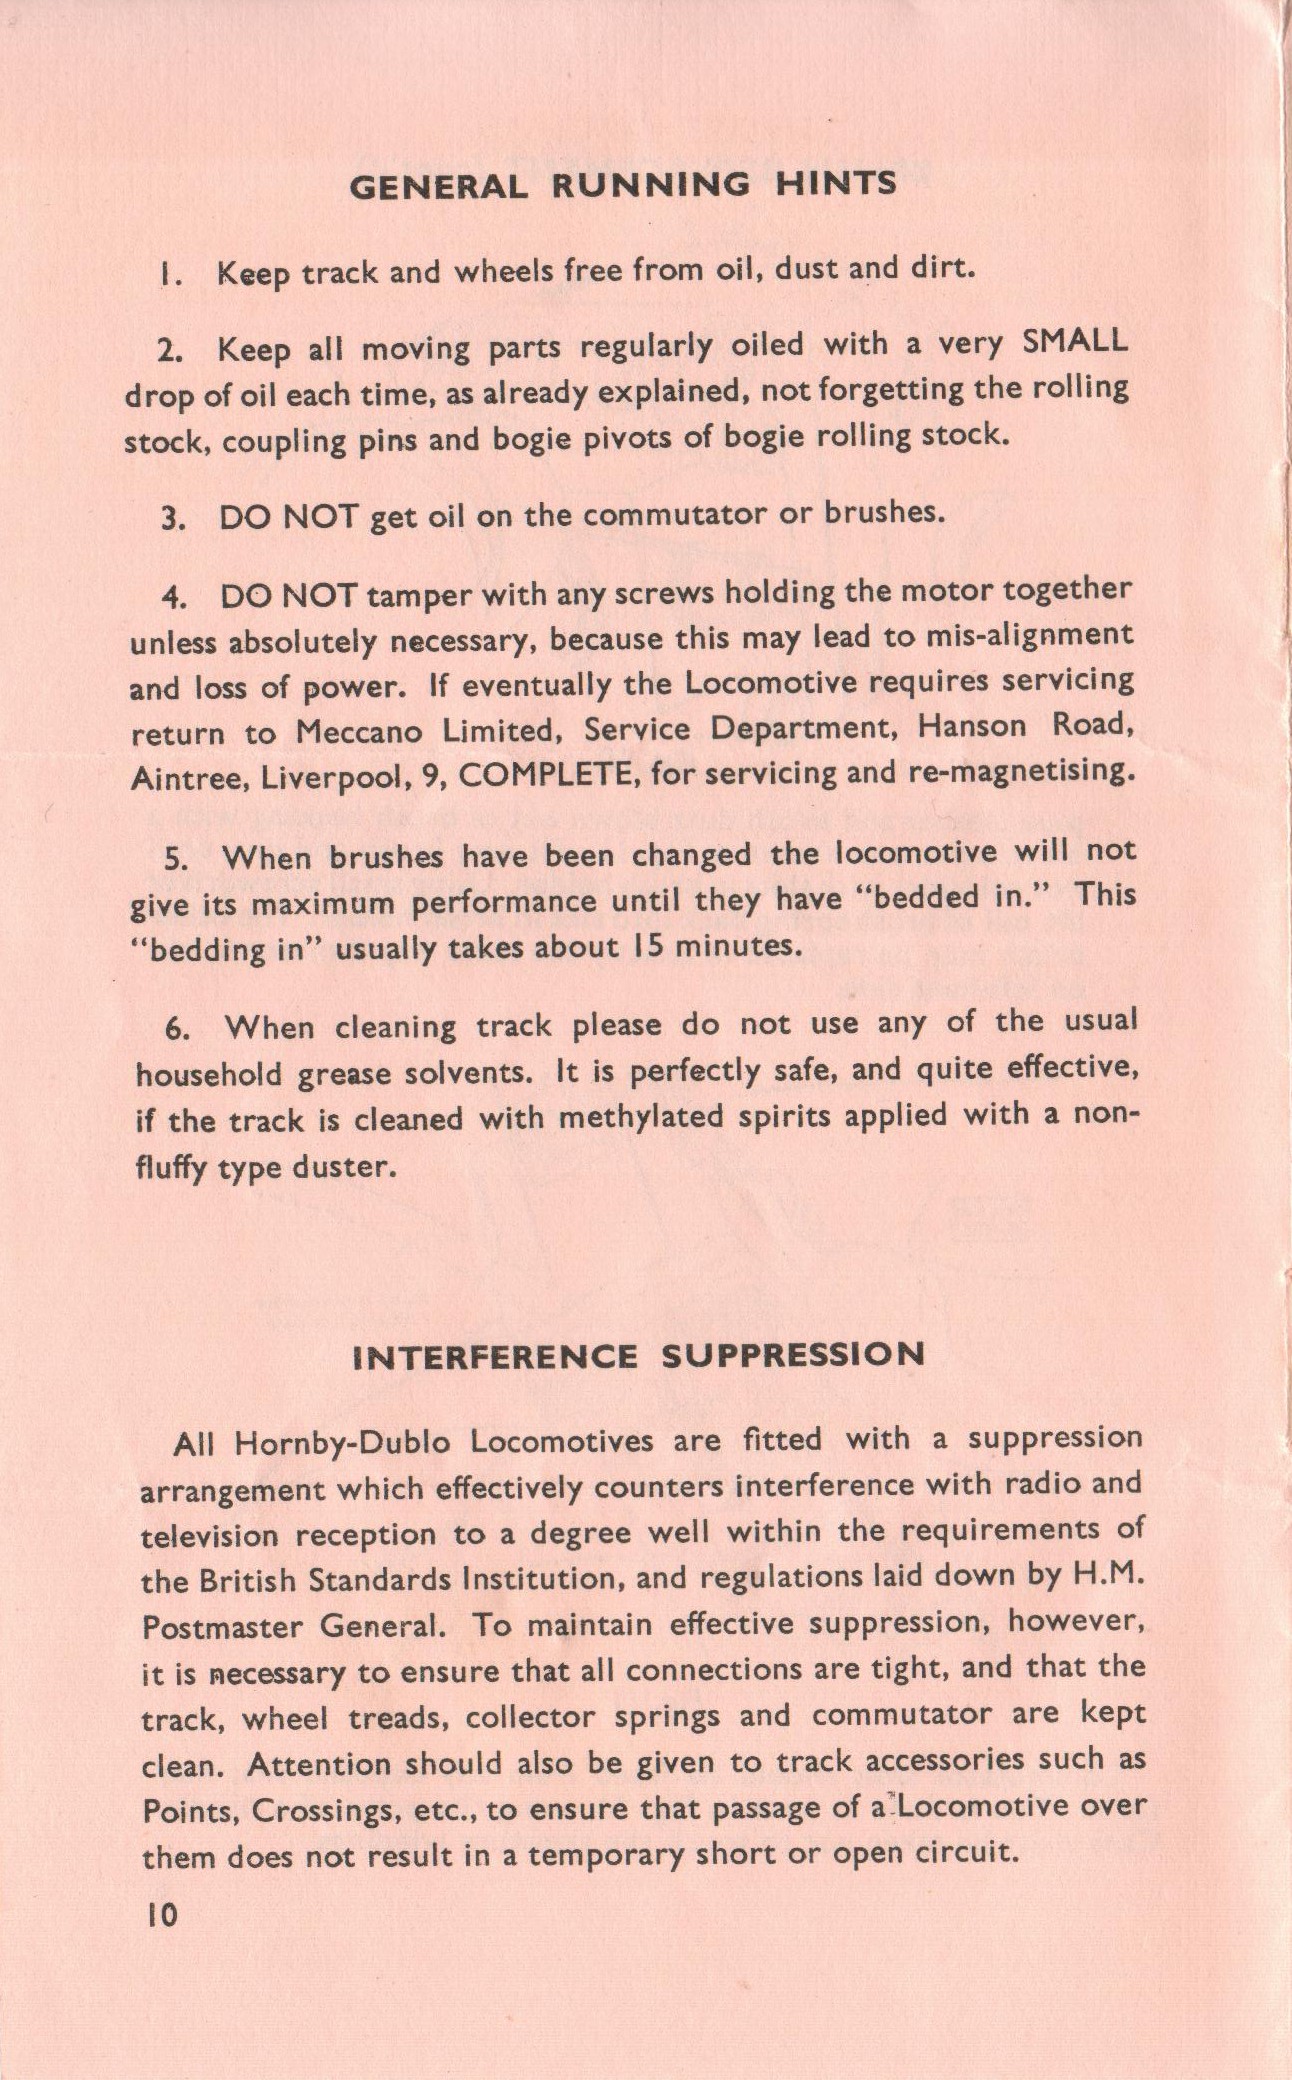 GENERAL RUNNING HINTS
1. Keep track and wheels free from oil, dust and dirt.
2. Keep all moving parts regularly oiled with a very SMALL
drop of oil each time, as already explained, not forgetting the rolling
stock, coupling pins and bogie pivots of bogie rolling stock.
3. DO NOT get oil on the commutator or brushes.
4. DO NOT tamper with any screws holding the motor together
unless absolutely necessary, because this may lead to mis-alignment
and loss of power. If eventually the Locomotive requires servicing
return to Meccano Limited, Service Department, Hanson Road,
Aintree, Liverpool, 9, COMPLETE, for servicing and re-magnetising.
5. When brushes have been changed the locomotive will not
give its maximum performance until they have “bedded in.” This
“bedding in” usually takes about 15 minutes.
6. When cleaning track please do not use any of the usual
household grease solvents. It is perfectly safe, and quite effective,
if the track is cleaned with methylated spirits applied with a non-
fluffy type duster.
INTERFERENCE SUPPRESSION
All Hornby-Dublo Locomotives are fitted with a suppression
arrangement which effectively counters interference with radio and
television reception to a degree well within the requirements of
the British Standards Institution, and regulations laid down by H.M.
Postmaster General. To maintain effective suppression, however,
it is necessary to ensure that all connections are tight, and that the
track, wheel treads, collector springs and commutator are kept
clean. Attention should also be given to track accessories such as
Points, Crossings, etc., to ensure that passage of a Locomotive over
them does not result in a temporary short or open circuit.
10